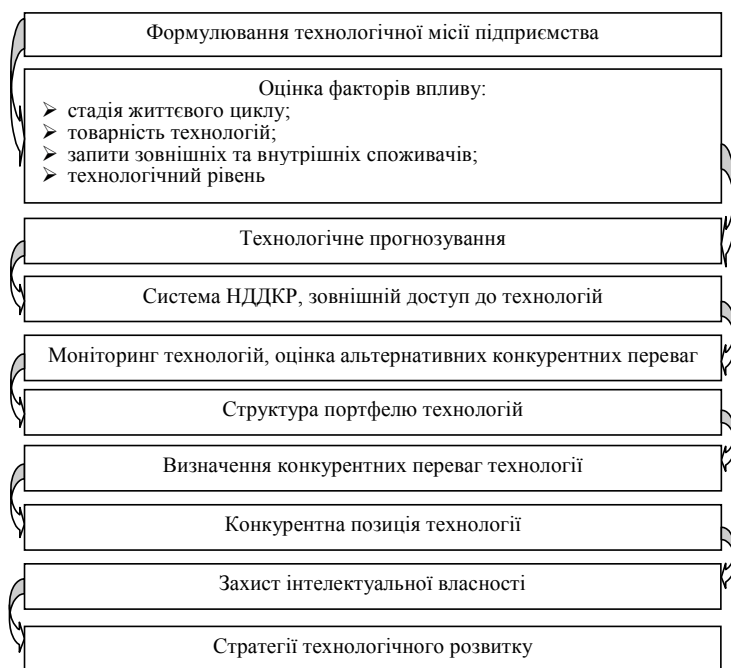 Формулювання технологічної місії підприємства
Оцінка факторів впливу:
➢ стадія життєвого циклу;
➢ товарність технологій;
➢ запити зовнішніх та внутрішніх споживачів;
➢ технологічний рівень
Технологічне прогнозування
Система НДДКР, зовнішній доступ до технологій
Моніторинг технологій, оцінка альтернативних конкурентних переваг
Структура портфелю технологій
Визначення конкурентних переваг технології
Конкурентна позиція технології
Захист інтелектуальної власності
Стратегії технологічного розвитку